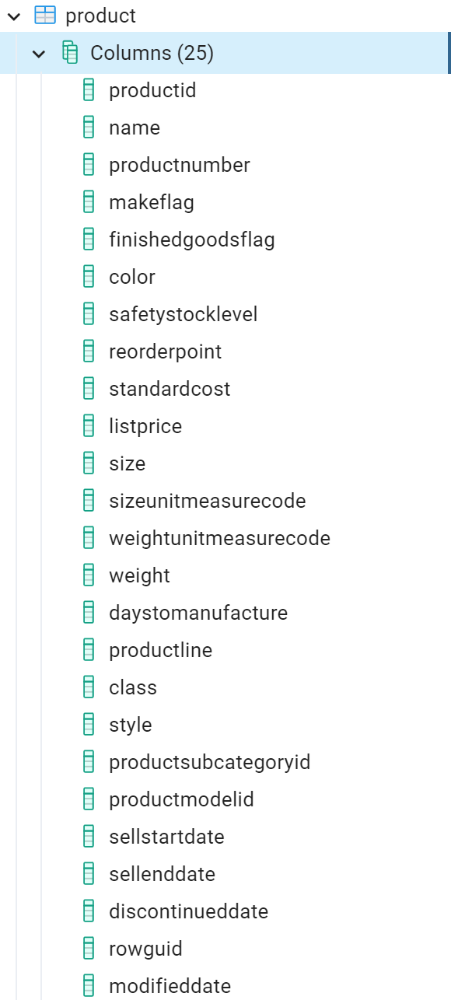 product
Columns (25)
productid
name
productnumber
makeflag
finishedgoodsflag
color
safetystocklevel
reorderpoint
standardcost
listprice
size
sizeunitmeasurecode
weightunitmeasurecode
weight
daystomanufacture
productline
class
style
productsubcategoryid
productmodelid
sellstartdate
sellenddate
discontinueddate
rowguid
modifieddate